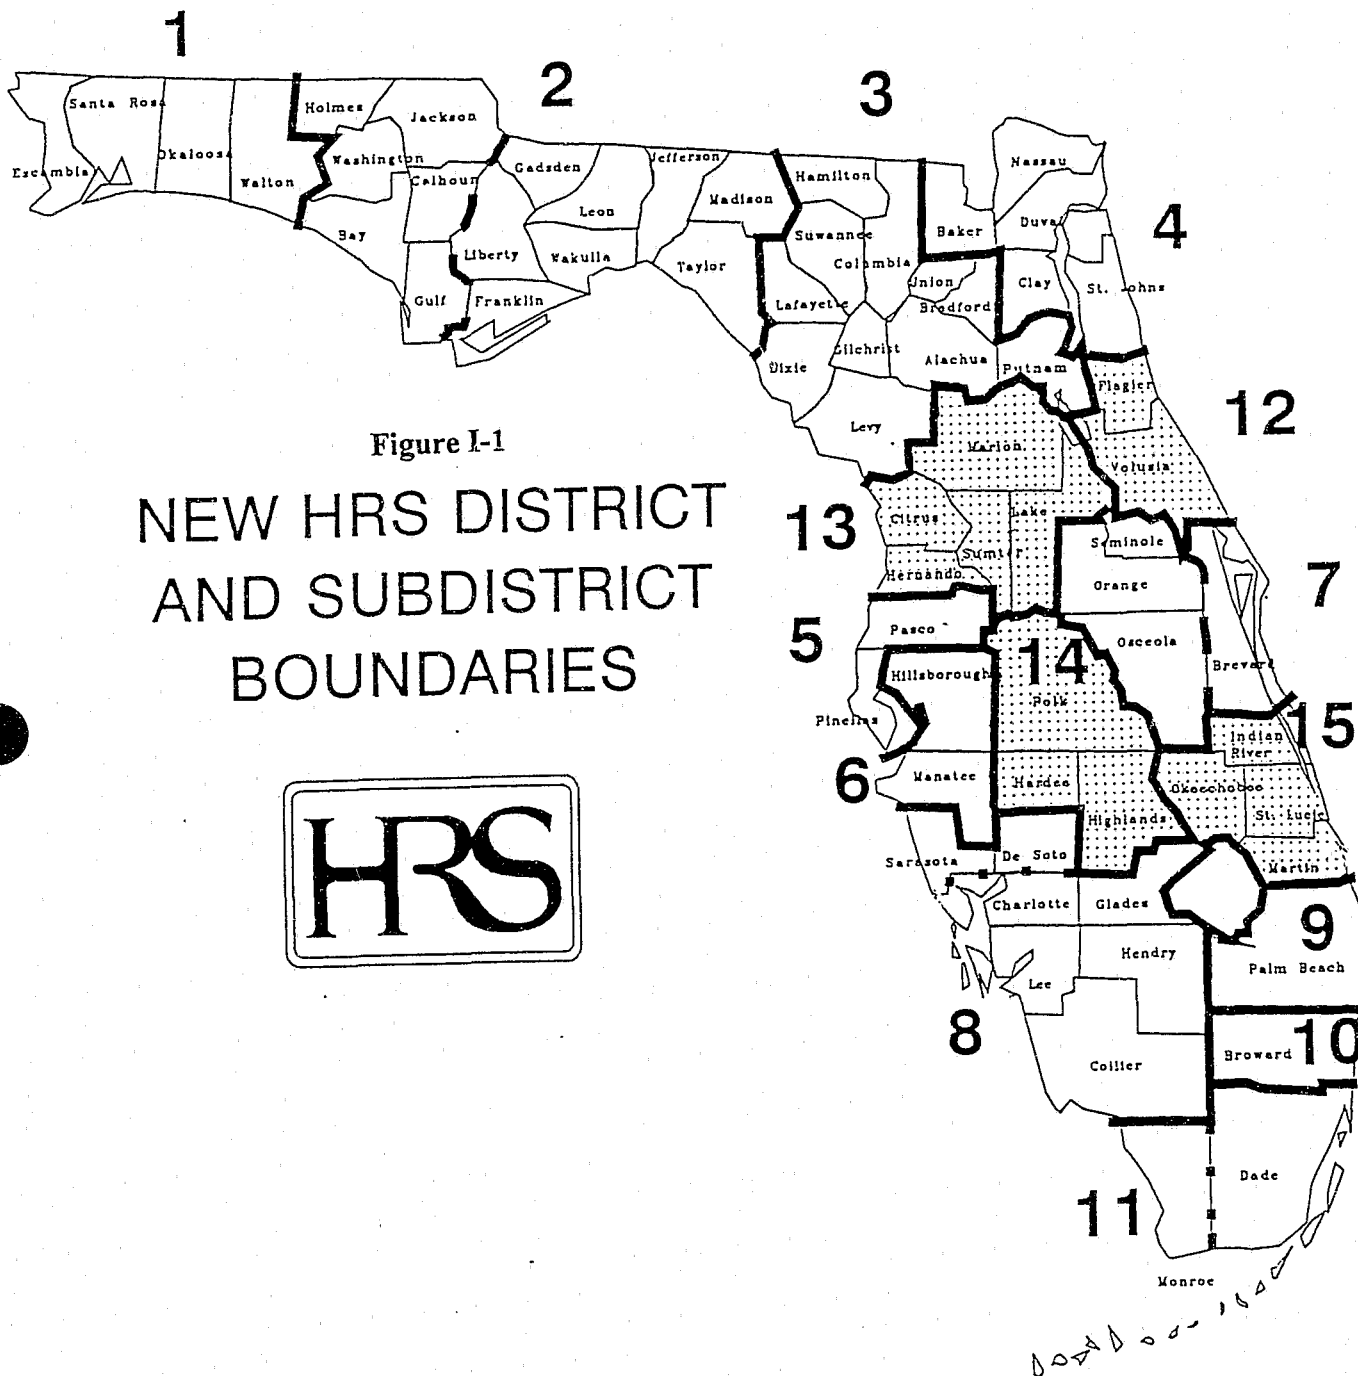 1
2
3
Holmes
Santa Rosa
Jackson
Okaloosa
Washington
Escambia
Walton
Calhoun
Gadsden
Jefferson
Hamilton
Nassau
Madison
Leon
Bay
Suwannee
Baker
Duval
4
Liberty
Wakulla
Taylor
Columbia
Union
Clay
St. Johns
Gulf
Franklin
Lafayette
Bradford
Gilchrist
Alachua
Putnam
Dixie
Flagler
12
Levy
Marion
Volusia
Figure I-1
NEW HRS DISTRICT
AND SUBDISTRICT
BOUNDARIES
13
Citrus
Lake
Sumter
Seminole
Hernando
Orange
7
5
Pasco
Osceola
14
Hillsborough
Brevard
Polk
Pinellas
15
Indian
River
6
Manatee
Hardee
Okeechobee
Highlands
St. Lucie
Sarasota
De Soto
Martin
Charlotte
Glades
9
Hendry
Palm Beach
Lee
8
10
Broward
Collier
Dade
11
Monroe
HRS